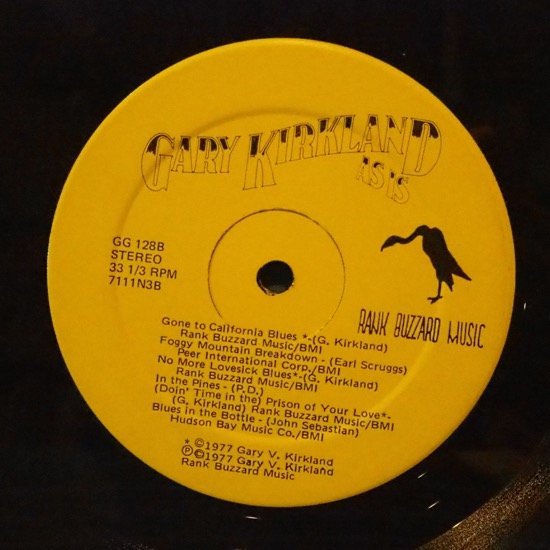 GARY KIRKLAND
AS IS
GG 128B
STEREO
33 1/3 RPM
7111N3B
RANK BUZZARD MUSIC
Gone to California Blues *-(G. Kirkland)
Rank Buzzard Music/BMI
Foggy Mountain Breakdown - (Earl Scruggs)
Peer International Corp./BMI
No More Lovesick Blues*-(G. Kirkland)
Rank Buzzard Music/BMI
In the Pines - (P.D.)
(Doin' Time in the) Prison of Your Love*-
(G. Kirkland) Rank Buzzard Music/BMI
Blues in the Bottle - (John Sebastian)
Hudson Bay Music Co./BMI
* ©1977 Gary V. Kirkland
℗©1977 Gary V. Kirkland
Rank Buzzard Music